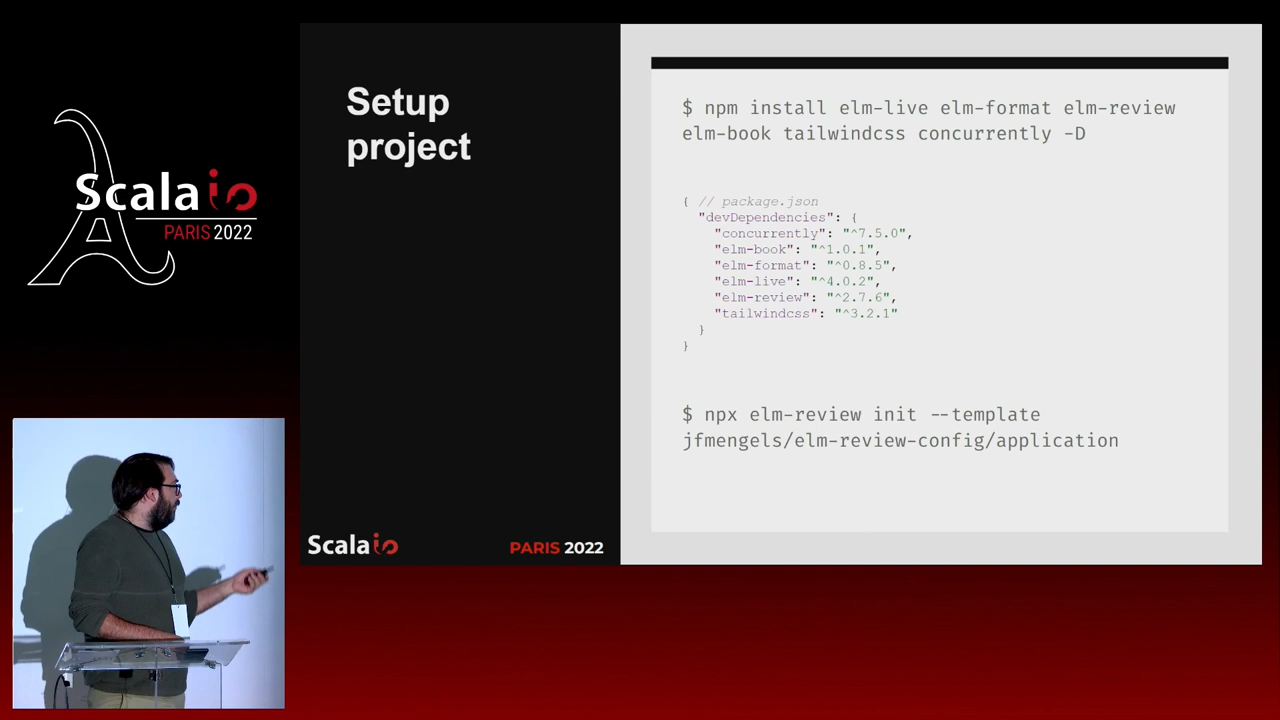 Scala io
PARIS 2022
Setup
project
$ npm install elm-live elm-format elm-review
elm-book tailwindcss concurrently -D
{ // package.json
"devDependencies": {
"concurrently": "^7.5.0",
"elm-book": "^1.0.1",
"elm-format": "^0.8.5",
"elm-live": "^4.0.2",
"elm-review": "^2.7.6",
"tailwindcss": "^3.2.1"
}
}
$ npx elm-review init --template
jfmengels/elm-review-config/application
Scala io
PARIS 2022